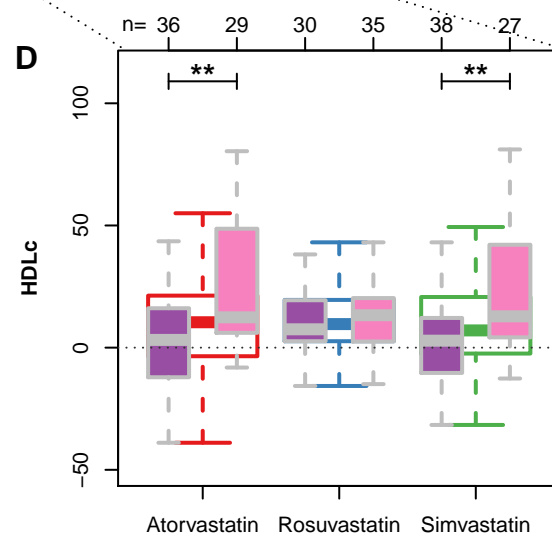 n= 36 29 30 35 38 27
D
** **
100
50
0
−50
HDLc
Atorvastatin Rosuvastatin Simvastatin